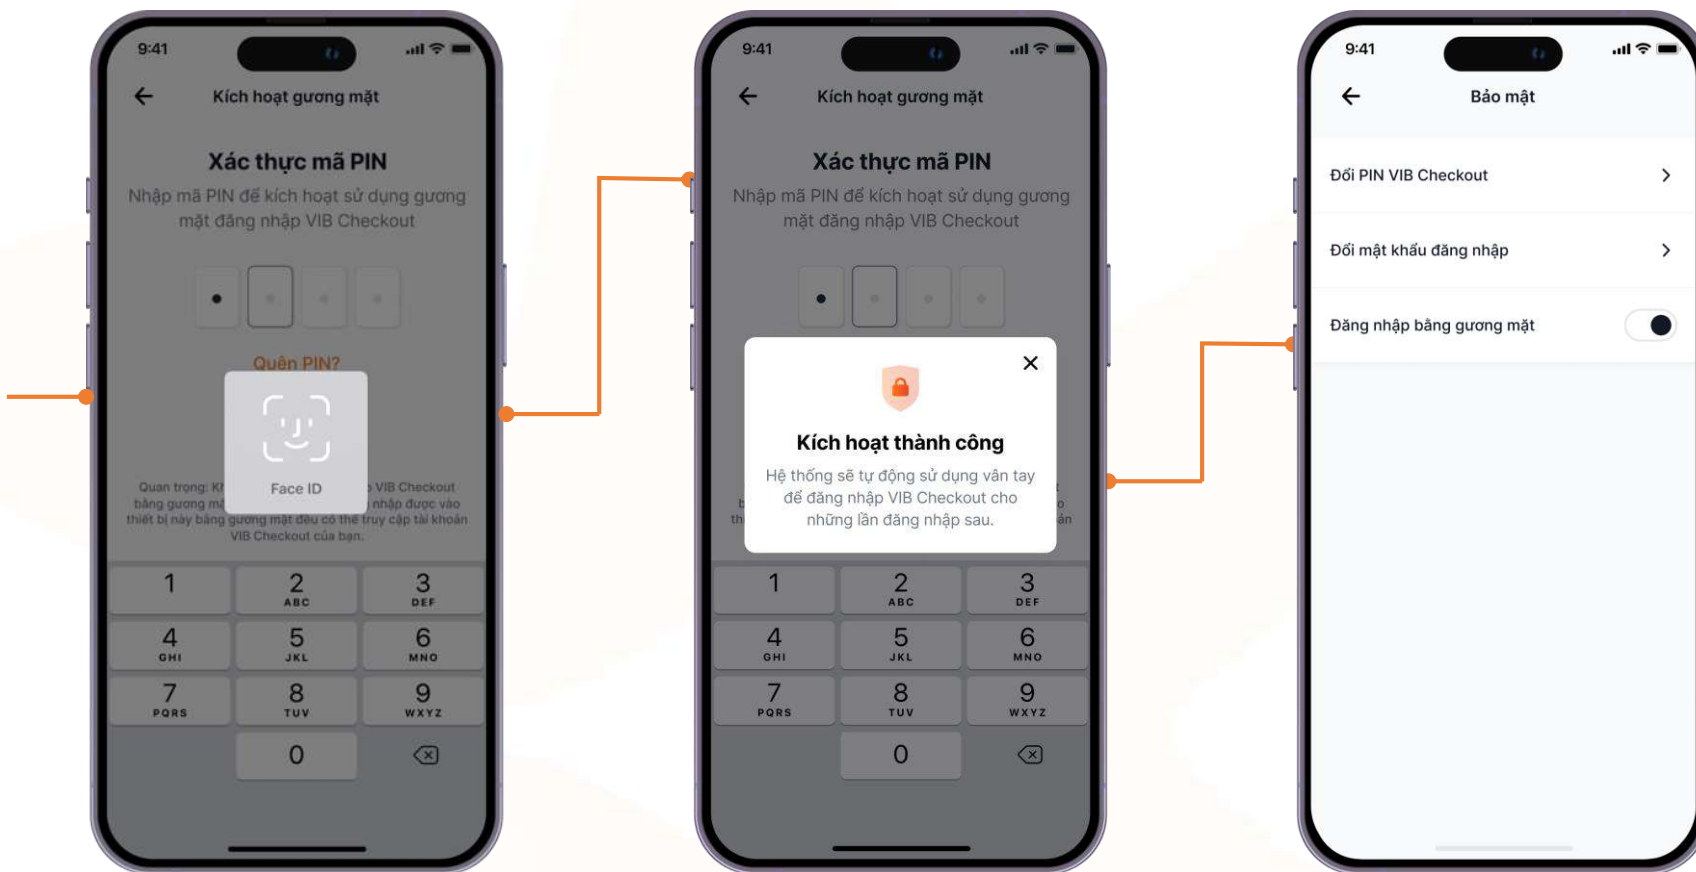 9:41
Kích hoạt gương mặt
Xác thực mã PIN
Nhập mã PIN để kích hoạt sử dụng gương
mặt đăng nhập VIB Checkout
Quên PIN?
Face ID
Quan trọng: VIB Checkout
bằng gương nhập được vào
thiết bị này bằng gương mặt đều có thể truy cập tài khoản
VIB Checkout của bạn.
1
2
ABC
3
DEF
4
GHI
5
JKL
6
MNO
7
PQRS
8
TUV
9
WXYZ
0
9:41
Kích hoạt gương mặt
Xác thực mã PIN
Nhập mã PIN để kích hoạt sử dụng gương
mặt đăng nhập VIB Checkout
Kích hoạt thành công
Hệ thống sẽ tự động sử dụng vân tay
để đăng nhập VIB Checkout cho
những lần đăng nhập sau.
1
2
ABC
3
DEF
4
GHI
5
JKL
6
MNO
7
PQRS
8
TUV
9
WXYZ
0
9:41
Bảo mật
Đổi PIN VIB Checkout
Đổi mật khẩu đăng nhập
Đăng nhập bằng gương mặt